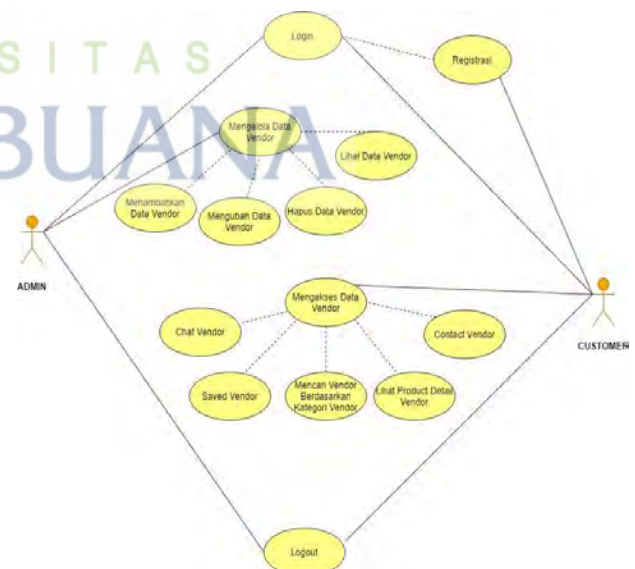 Login
S I T A S
Registrasi
BUANA
Mengelola Data
Vendor
Lihat Data Vendor
Menambahkan
Data Vendor
Mengubah Data
Vendor
Hapus Data Vendor
ADMIN
Mengakses Data
Vendor
Chat Vendor
Contact Vendor
CUSTOMER
Saved Vendor
Mencari Vendor
Berdasarkan
Kategori Vendor
Lihat Product Detail
Vendor
Logout